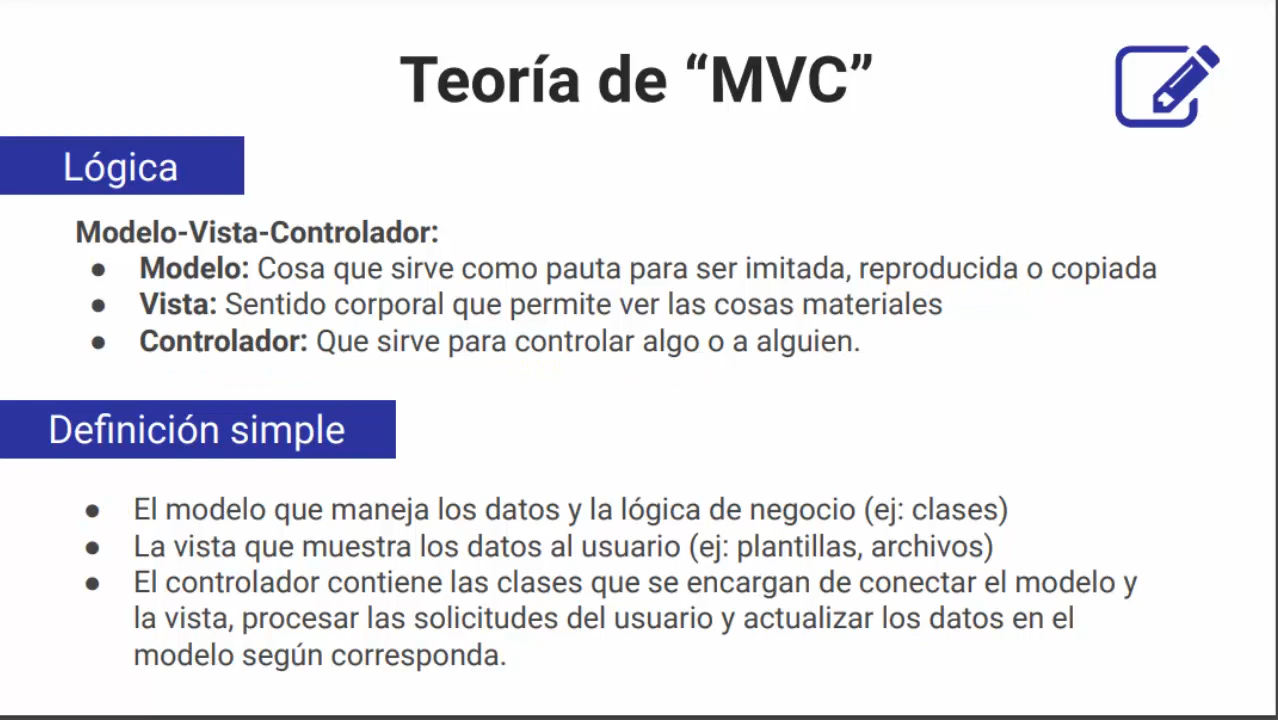 Teoría de “MVC”
Lógica
Modelo-Vista-Controlador:
● Modelo: Cosa que sirve como pauta para ser imitada, reproducida o copiada
● Vista: Sentido corporal que permite ver las cosas materiales
● Controlador: Que sirve para controlar algo o a alguien.
Definición simple
● El modelo que maneja los datos y la lógica de negocio (ej: clases)
● La vista que muestra los datos al usuario (ej: plantillas, archivos)
● El controlador contiene las clases que se encargan de conectar el modelo y
la vista, procesar las solicitudes del usuario y actualizar los datos en el
modelo según corresponda.